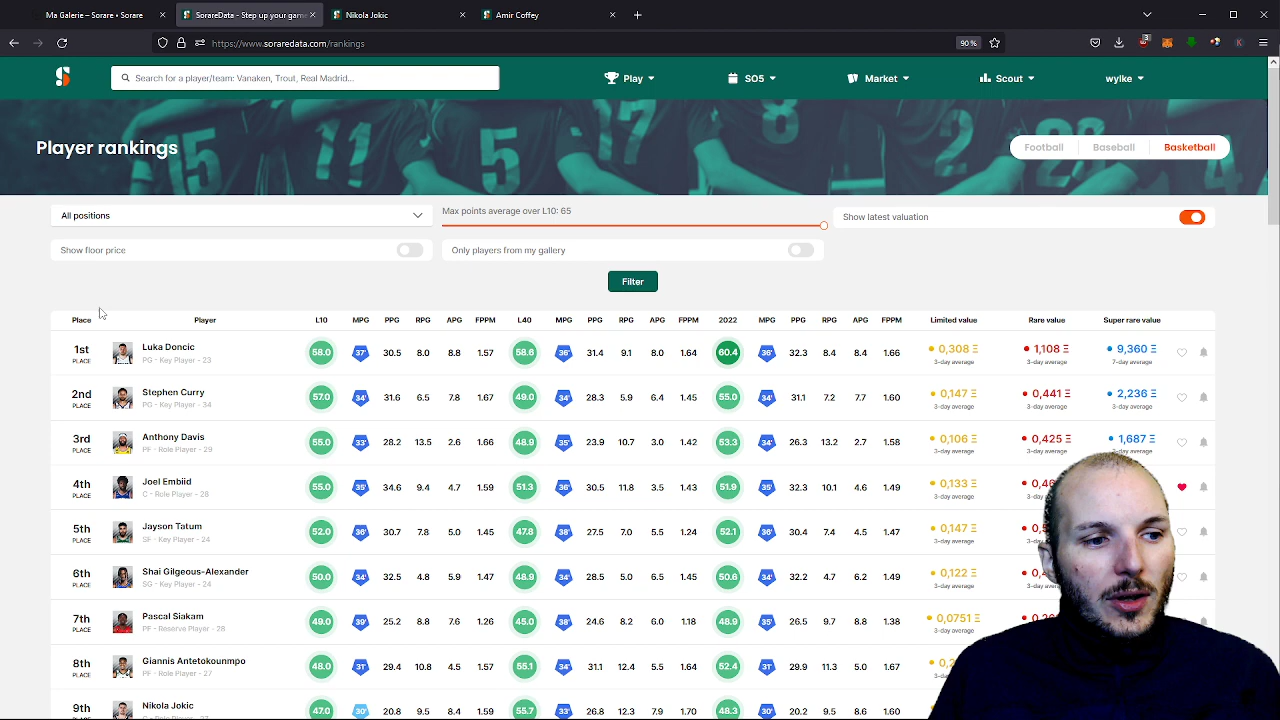 Ma Galerie – Sorare • Sorare
SorareData – Step up your game
Nikola Jokic
Amir Coffey
https://www.soraredata.com/rankings
90 %
3
K
Search for a player/team: Vanaken, Trout, Real Madrid...
Play
SO5
Market
Scout
wylke
Player rankings
Football
Baseball
Basketball
All positions
Max points average over L10: 65
Show latest valuation
Show floor price
Only players from my gallery
Filter
Place Player L10 MPG PPG RPG APG FPPM L40 MPG PPG RPG APG FPPM 2022 MPG PPG RPG APG FPPM Limited value Rare value Super rare value
1st PLACE Luka Doncic 58.0 37' 30.5 8.0 8.8 1.57 58.6 36' 31.4 9.1 8.0 1.64 60.4 36' 32.3 8.4 8.4 1.66 0,308 Ξ 1,108 Ξ 9,360 Ξ
PG - Key Player - 23 3-day average 3-day average 7-day average
2nd PLACE Stephen Curry 57.0 34' 31.6 6.5 7.8 1.67 49.0 34' 28.3 5.9 6.4 1.45 55.0 34' 31.1 7.2 7.7 1.60 0,147 Ξ 0,441 Ξ 2,236 Ξ
PG - Key Player - 34 3-day average 3-day average 3-day average
3rd PLACE Anthony Davis 55.0 33' 28.2 13.5 2.6 1.66 48.9 35' 23.9 10.7 3.0 1.42 53.3 34' 26.3 13.2 2.7 1.58 0,106 Ξ 0,425 Ξ 1,687 Ξ
PF - Role Player - 29 3-day average 3-day average 3-day average
4th PLACE Joel Embiid 55.0 35' 34.6 9.4 4.7 1.59 51.3 36' 30.5 11.8 3.5 1.43 51.9 35' 32.3 10.1 4.6 1.49 0,133 Ξ
C - Role Player - 28 3-day average
5th PLACE Jayson Tatum 52.0 36' 30.7 7.8 5.0 1.45 47.8 38' 27.5 7.0 5.5 1.24 52.1 36' 30.4 7.4 4.5 1.47 0,147 Ξ
SF - Key Player - 24 3-day average
6th PLACE Shai Gilgeous-Alexander 50.0 34' 32.5 4.8 5.9 1.47 48.9 34' 28.5 5.0 6.5 1.45 50.6 34' 32.2 4.7 6.2 1.48 0,122 Ξ
SG - Key Player - 24 3-day average
7th PLACE Pascal Siakam 49.0 39' 25.2 8.8 7.6 1.26 45.0 38' 24.6 8.2 6.0 1.18 48.9 35' 26.5 9.7 8.8 1.38 0,0751 Ξ
PF - Reserve Player - 28 3-day average
8th PLACE Giannis Antetokounmpo 48.0 31' 29.4 10.8 4.5 1.57 55.1 34' 31.1 12.4 5.5 1.64 52.4 31' 29.9 11.3 5.0 1.67
PF - Role Player - 27
9th Nikola Jokic 47.0 30' 20.8 9.5 8.4 1.59 55.7 33' 26.8 12.3 7.9 1.70 48.3 30' 20.2 9.5 8.6 1.60